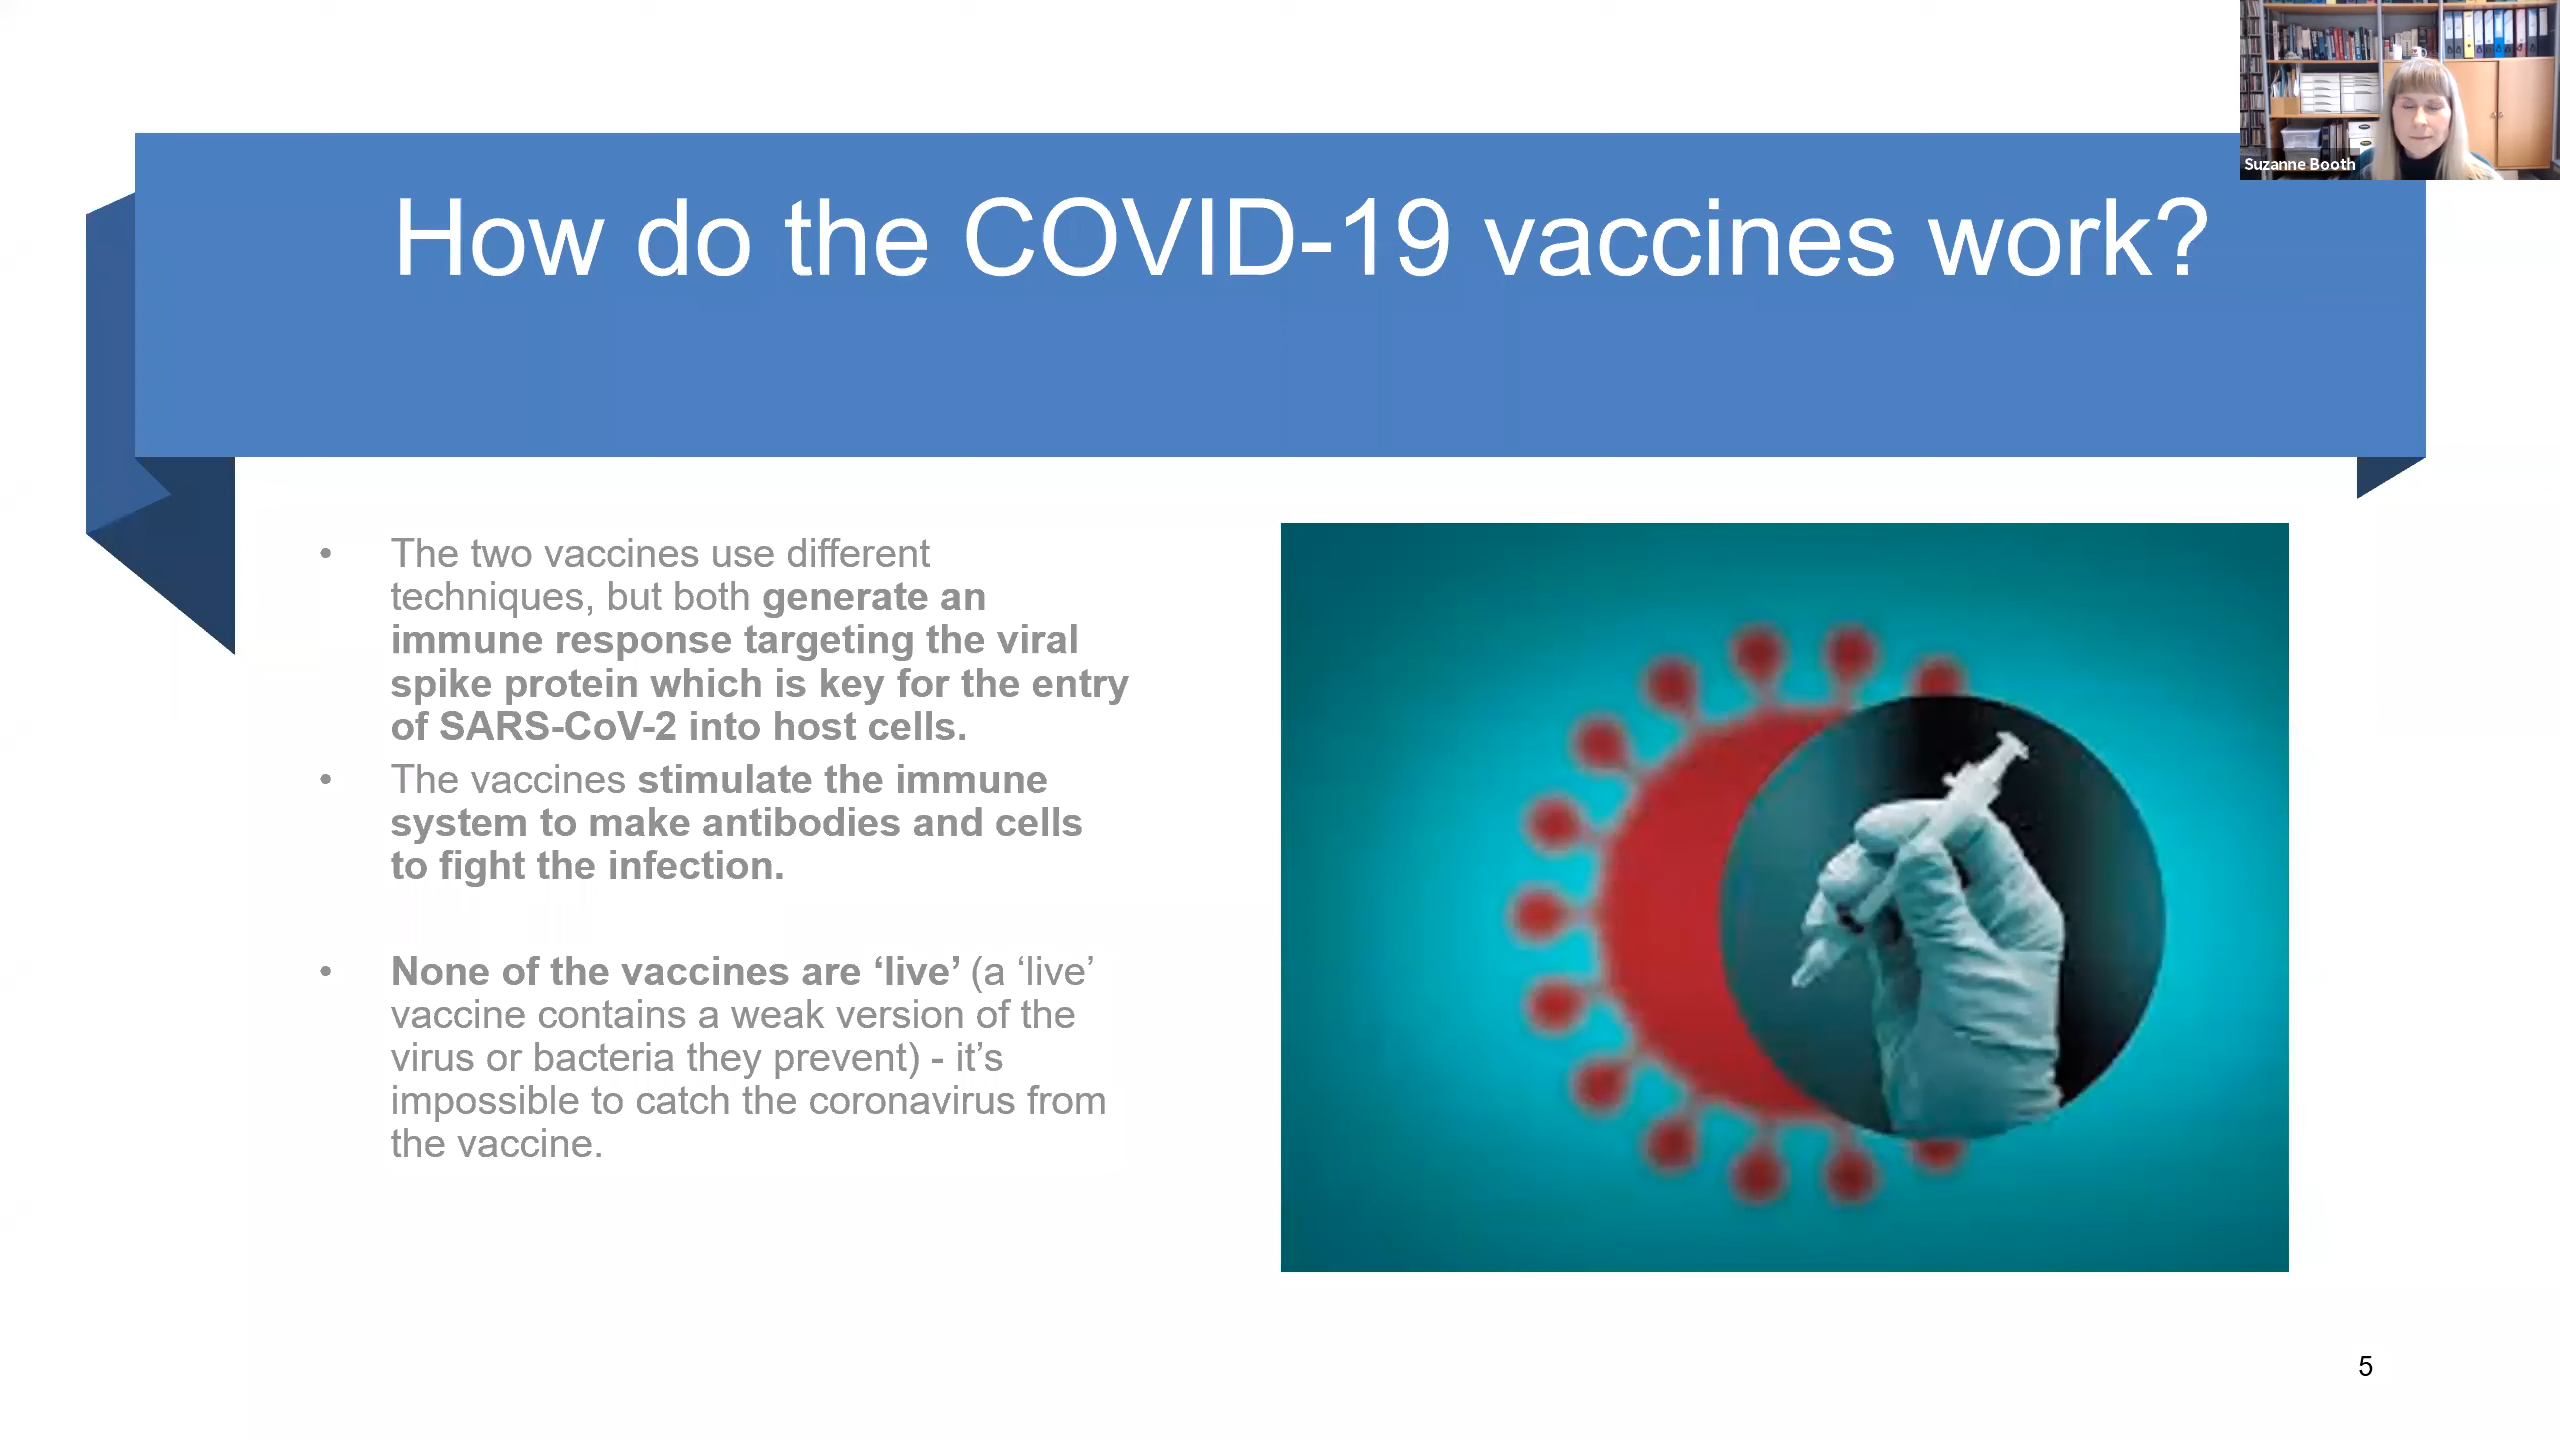 Suzanne Booth
How do the COVID-19 vaccines work?
• The two vaccines use different
techniques, but both generate an
immune response targeting the viral
spike protein which is key for the entry
of SARS-CoV-2 into host cells.
• The vaccines stimulate the immune
system to make antibodies and cells
to fight the infection.
• None of the vaccines are ‘live’ (a ‘live’
vaccine contains a weak version of the
virus or bacteria they prevent) - it’s
impossible to catch the coronavirus from
the vaccine.
5